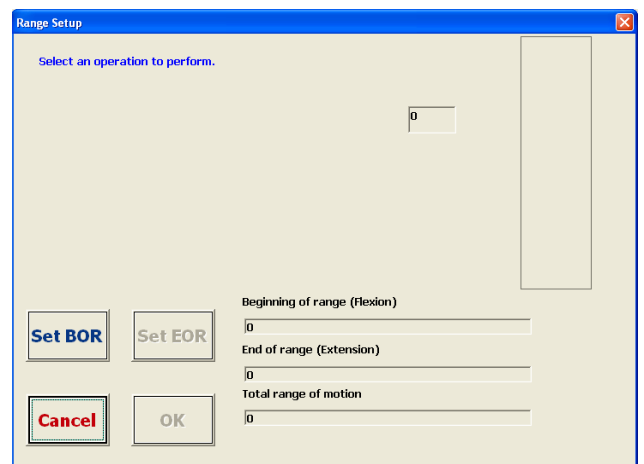 Range Setup
Select an operation to perform.
0
Beginning of range (Flexion)
0
Set BOR
Set EOR
End of range (Extension)
0
Total range of motion
0
Cancel
OK